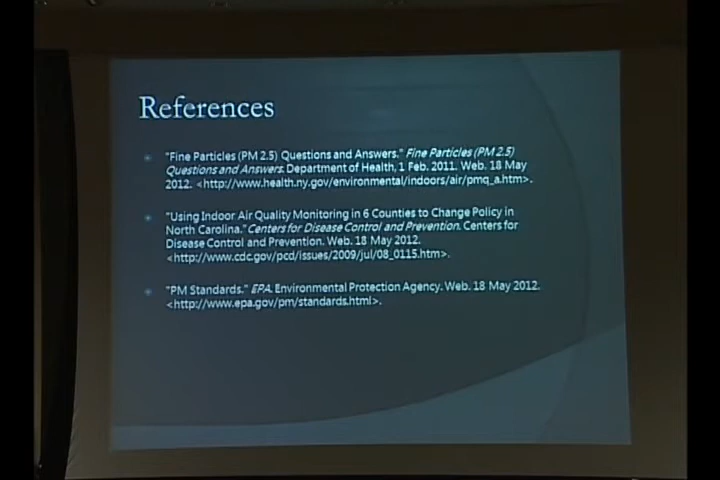 References
"Fine Particles (PM 2.5) Questions and Answers." Fine Particles (PM 2.5)
Questions and Answers. Department of Health, 1 Feb. 2011. Web. 18 May
2012. <http://www.health.ny.gov/environmental/indoors/air/pmq_a.htm>.
"Using Indoor Air Quality Monitoring in 6 Counties to Change Policy in
North Carolina." Centers for Disease Control and Prevention. Centers for
Disease Control and Prevention. Web. 18 May 2012.
<http://www.cdc.gov/pcd/issues/2009/jul/08_0115.htm>.
"PM Standards." EPA. Environmental Protection Agency. Web. 18 May 2012.
<http://www.epa.gov/pm/standards.html>.